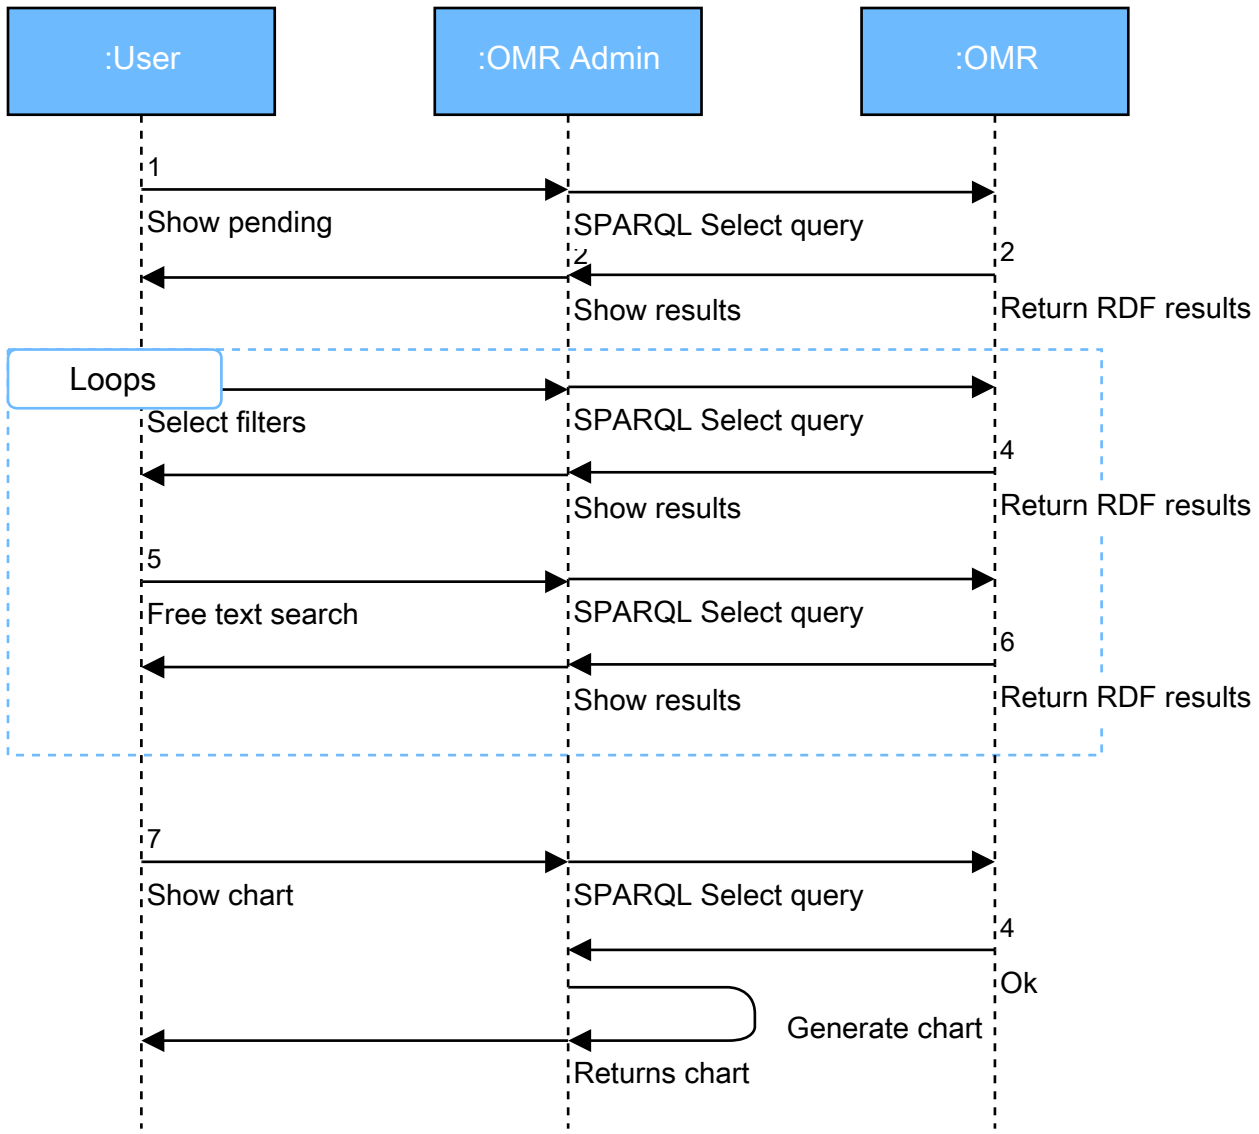 :User
:OMR Admin
:OMR
1
Show pending
SPARQL Select query
2
2
Show results
Return RDF results
Loops
Select filters
SPARQL Select query
4
Show results
Return RDF results
5
Free text search
SPARQL Select query
6
Show results
Return RDF results
7
Show chart
SPARQL Select query
4
Ok
Generate chart
Returns chart